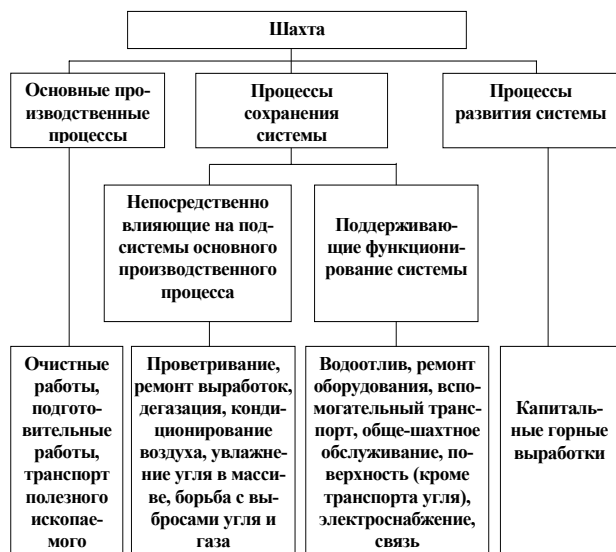 Шахта
Основные про-
изводственные
процессы
Процессы
сохранения
системы
Процессы
развития системы
Непосредственно
влияющие на под-
системы основного
производственного
процесса
Поддерживаю-
щие функциони-
рование системы
Очистные
работы,
подгото-
вительные
работы,
транспорт
полезного
ископае-
мого
Проветривание,
ремонт выработок,
дегазация, конди-
ционирование
воздуха, увлажне-
ние угля в масси-
ве, борьба с вы-
бросами угля и
газа
Водоотлив, ремонт
оборудования, вспо-
могательный транс-
порт, обще-шахтное
обслуживание, по-
верхность (кроме
транспорта угля),
электроснабжение,
связь
Капиталь-
ные горные
выработки